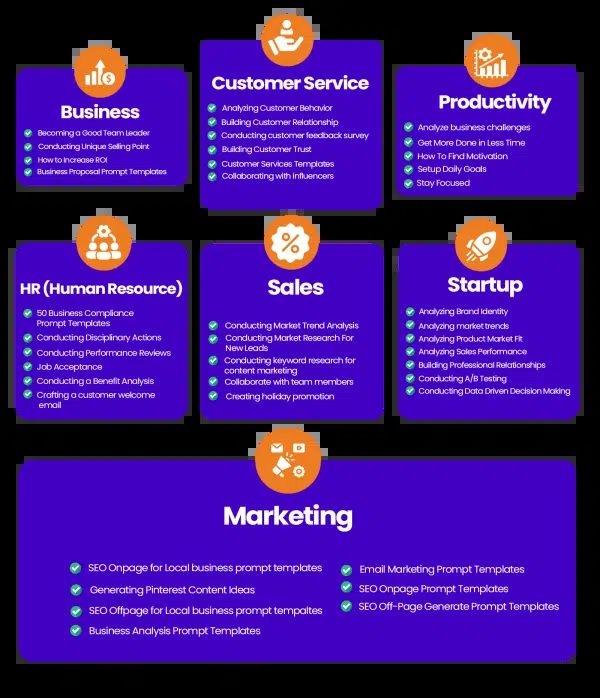 Business
Becoming a Good Team Leader
Conducting Unique Selling Point
How to Increase ROI
Business Proposal Prompt Templates
Customer Service
Analyzing Customer Behavior
Building Customer Relationship
Conducting customer feedback survey
Building Customer Trust
Customer Services Templates
Collaborating with influencers
Productivity
Analyze business challenges
Get More Done in Less Time
How To Find Motivation
Setup Daily Goals
Stay Focused
HR (Human Resource)
50 Business Compliance
Prompt Templates
Conducting Disciplinary Actions
Conducting Performance Reviews
Job Acceptance
Conducting a Benefit Analysis
Crafting a customer welcome
email
Sales
Conducting Market Trend Analysis
Conducting Market Research For
New Leads
Conducting keyword research for
content marketing
Collaborate with team members
Creating holiday promotion
Startup
Analyzing Brand Identity
Analyzing market trends
Analyzing Product Market Fit
Analyzing Sales Performance
Building Professional Relationships
Conducting A/B Testing
Conducting Data Driven Decision Making
Marketing
SEO Onpage for Local business prompt templates
Generating Pinterest Content Ideas
SEO Offpage for Local business prompt tempaltes
Business Analysis Prompt Templates
Email Marketing Prompt Templates
SEO Onpage Prompt Templates
SEO Off-Page Generate Prompt Templates